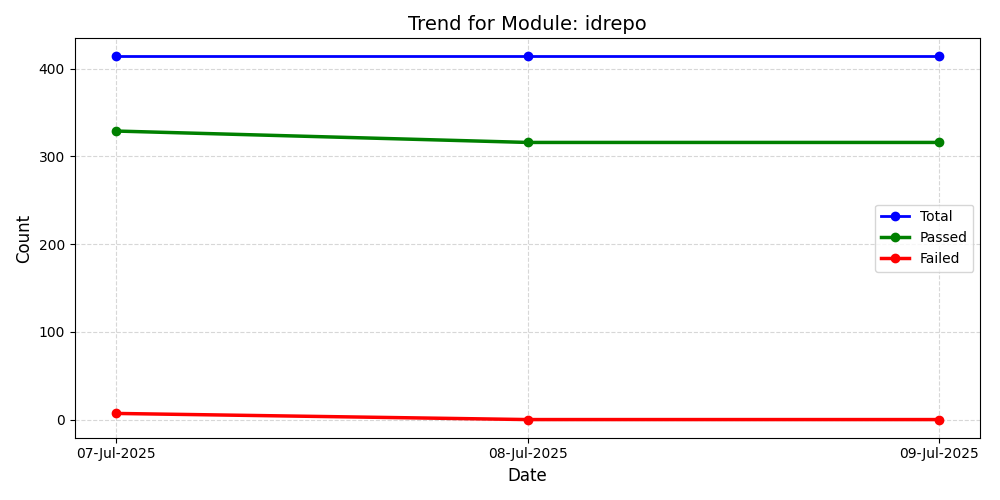 Trend for Module: idrepo
400
300
200
100
0
Count
Total
Passed
Failed
07-Jul-2025
08-Jul-2025
09-Jul-2025
Date